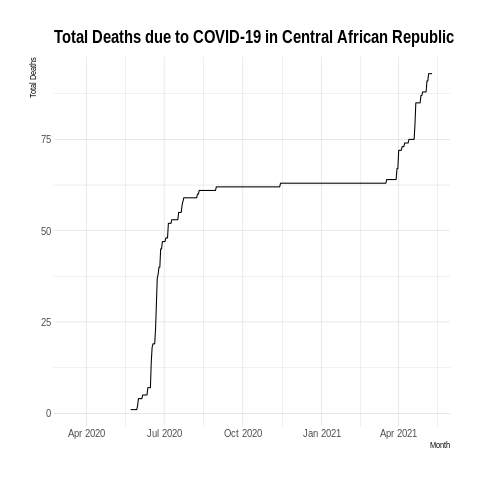 Total Deaths due to COVID-19 in Central African Republic
Total Deaths
75
50
25
0
Apr 2020 Jul 2020 Oct 2020 Jan 2021 Apr 2021
Month